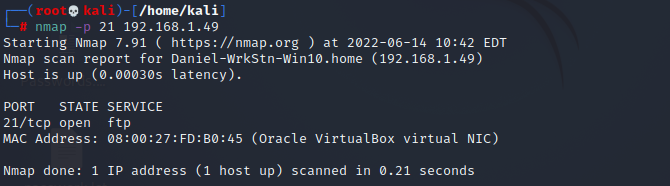 ┌──(root💀kali)-[/home/kali]
└─# nmap -p 21 192.168.1.49
Starting Nmap 7.91 ( https://nmap.org ) at 2022-06-14 10:42 EDT
Nmap scan report for Daniel-WrkStn-Win10.home (192.168.1.49)
Host is up (0.00030s latency).

PORT   STATE SERVICE
21/tcp open  ftp
MAC Address: 08:00:27:FD:B0:45 (Oracle VirtualBox virtual NIC)

Nmap done: 1 IP address (1 host up) scanned in 0.21 seconds